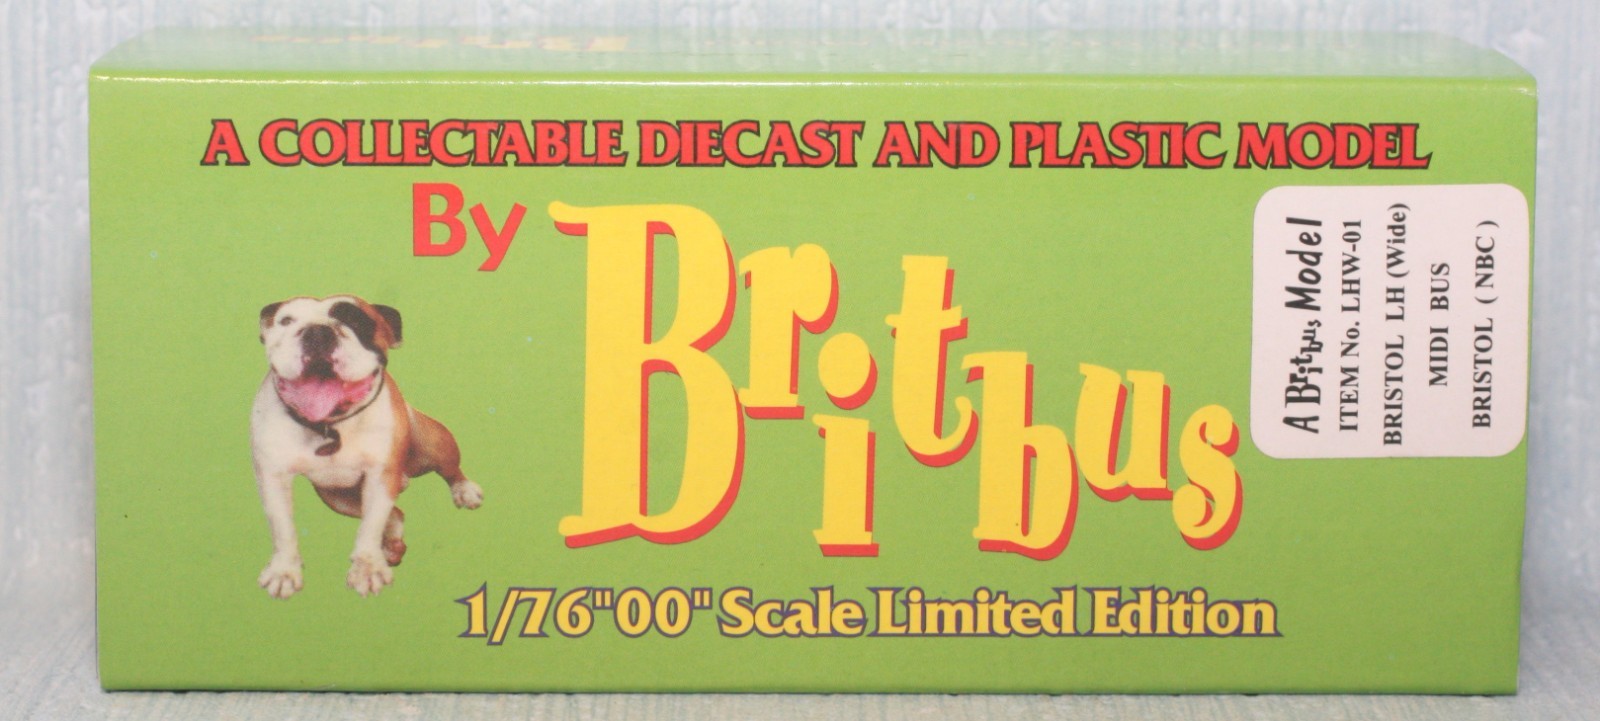 A COLLECTABLE DIECAST AND PLASTIC MODEL
By Britbus
1/76"00" Scale Limited Edition
A Britbus Model
ITEM No. LHW-01
BRISTOL LH (Wide)
MIDI BUS
BRISTOL ( NBC )